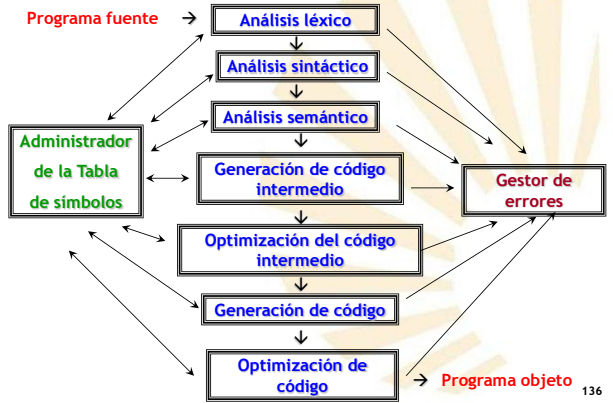 Programa fuente → Análisis léxico
Análisis sintáctico
Análisis semántico
Administrador
de la Tabla
de símbolos
Generación de código
intermedio
Gestor de
errores
Optimización del código
intermedio
Generación de código
Optimización de
código
→ Programa objeto
136